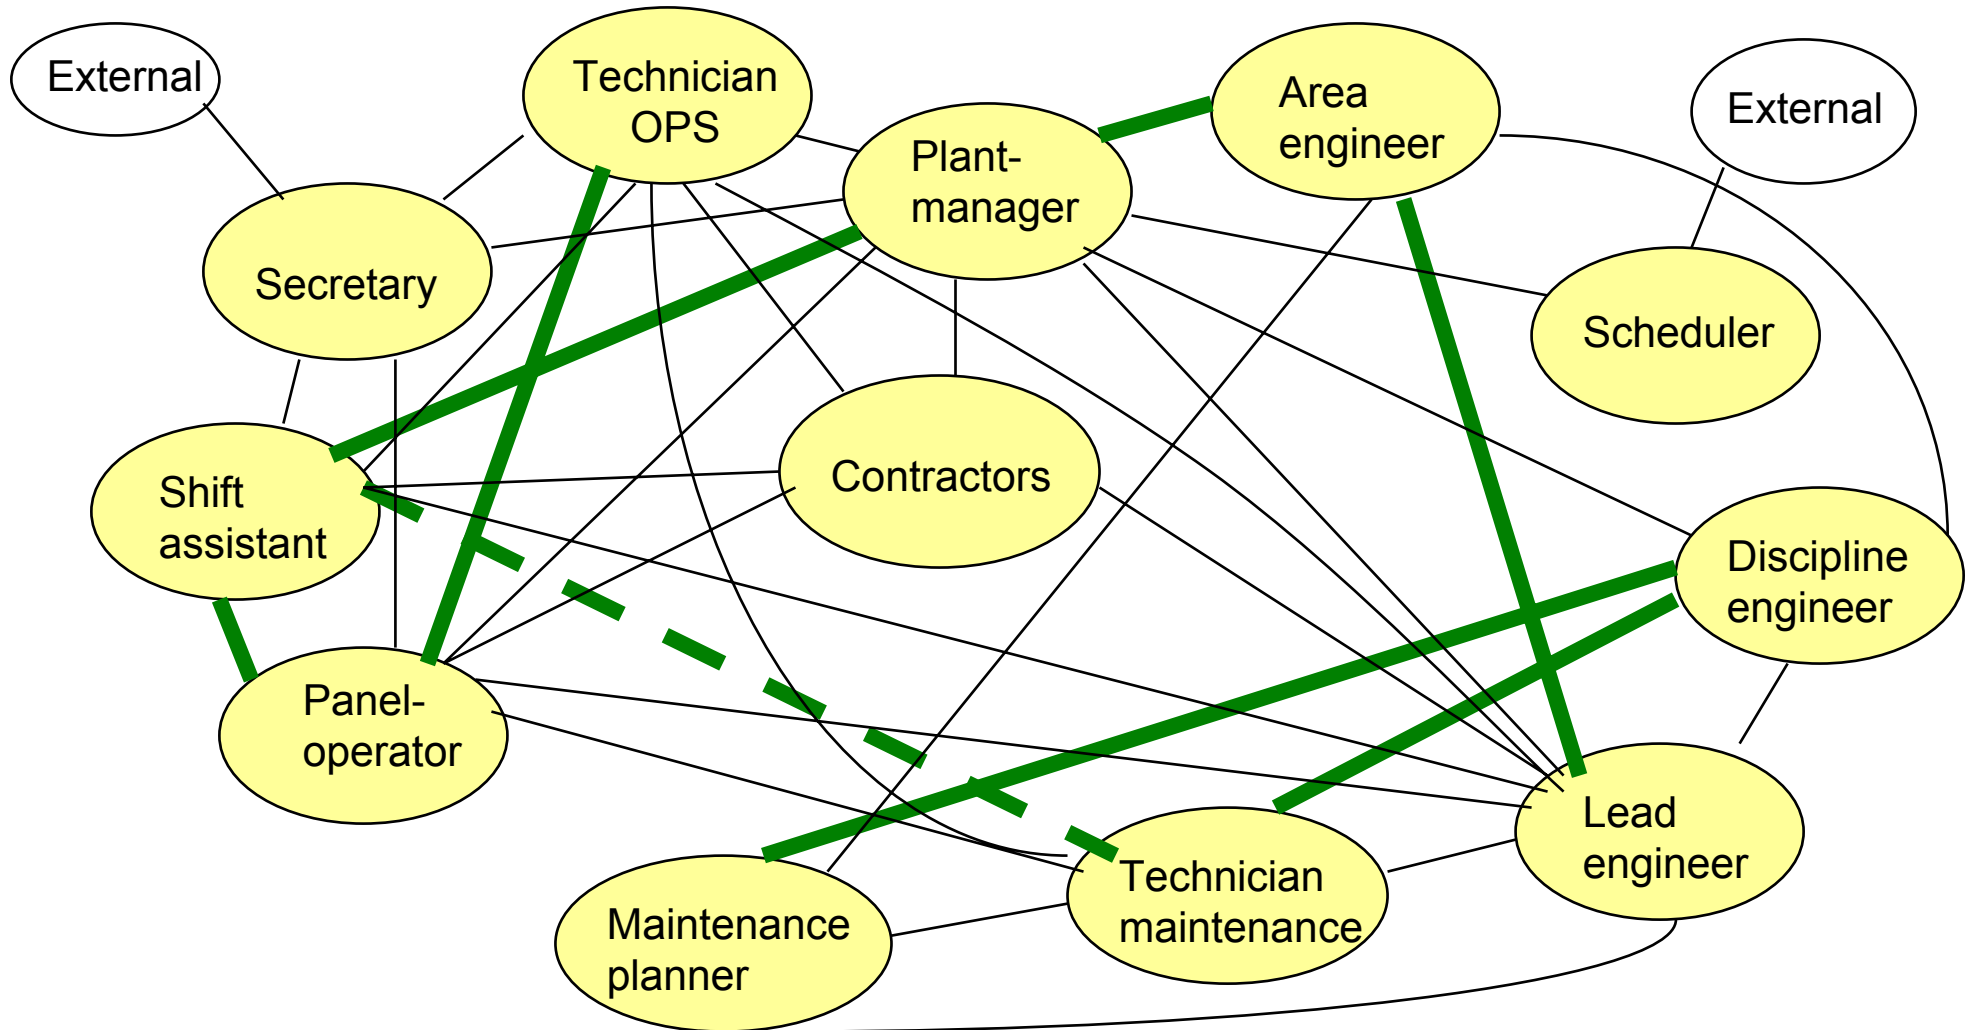 External
Technician
OPS
Area
engineer
External
Plant-
manager
Secretary
Scheduler
Shift
assistant
Contractors
Discipline
engineer
Panel-
operator
Lead
engineer
Technician
maintenance
Maintenance
planner